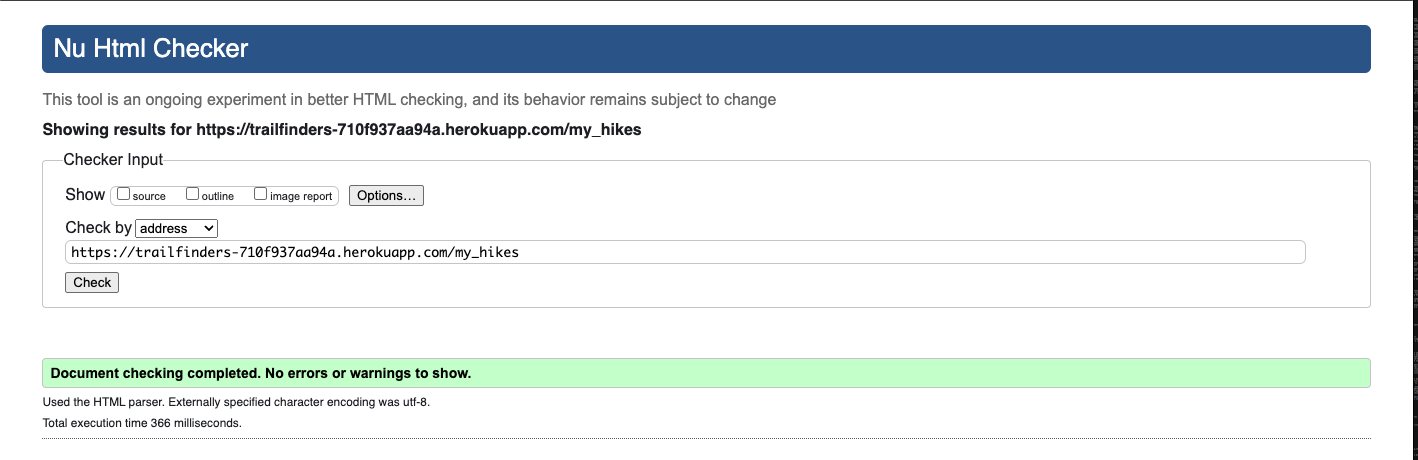 Nu Html Checker
This tool is an ongoing experiment in better HTML checking, and its behavior remains subject to change
Showing results for https://trailfinders-710f937aa94a.herokuapp.com/my_hikes
Checker Input
Show source outline image report Options…
Check by address
https://trailfinders-710f937aa94a.herokuapp.com/my_hikes
Check
Document checking completed. No errors or warnings to show.
Used the HTML parser. Externally specified character encoding was utf-8.
Total execution time 366 milliseconds.